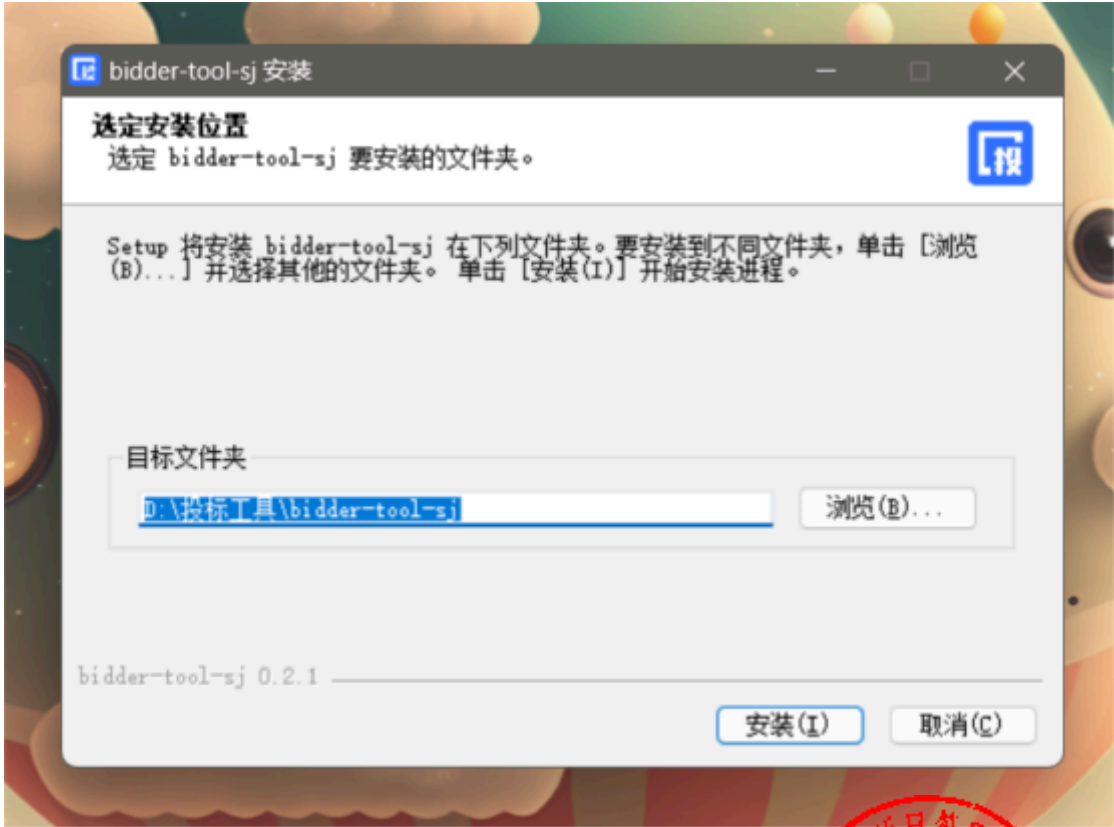 bidder-tool-sj 安装
选定安装位置
选定 bidder-tool-sj 要安装的文件夹。
投
Setup 将安装 bidder-tool-sj 在下列文件夹。要安装到不同文件夹，单击 [浏览
(B)...] 并选择其他的文件夹。 单击 [安装(I)] 开始安装进程。
目标文件夹
D:\投标工具\bidder-tool-sj
浏览(B)...
bidder-tool-sj 0.2.1
安装(I)
取消(C)